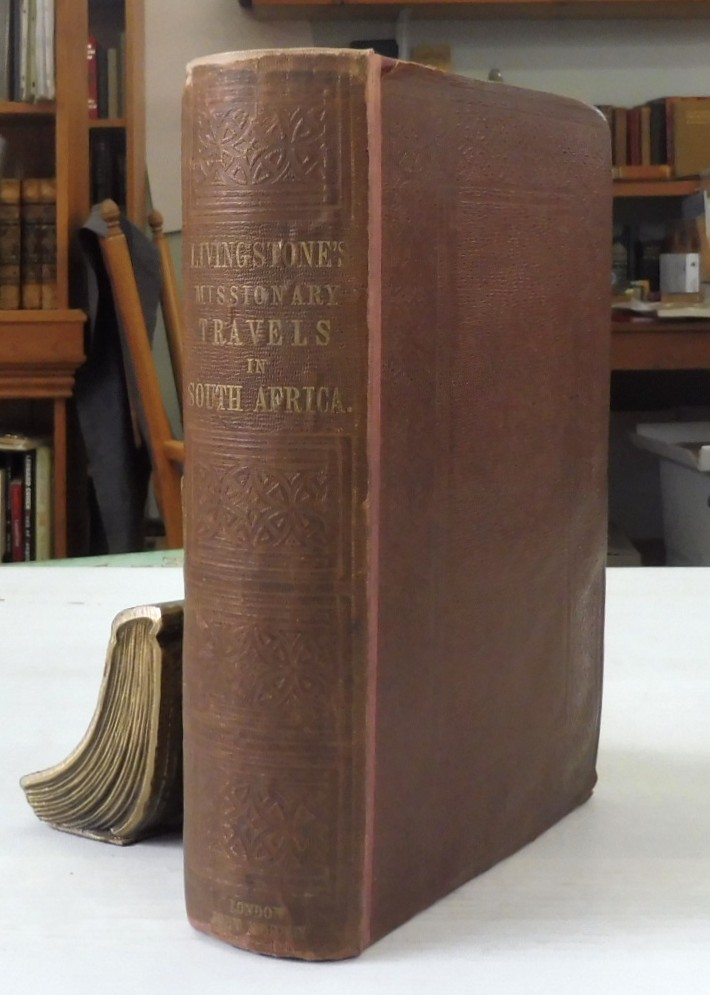 LIVINGSTONE'S
MISSIONARY
TRAVELS
IN
SOUTH AFRICA.
LONDON